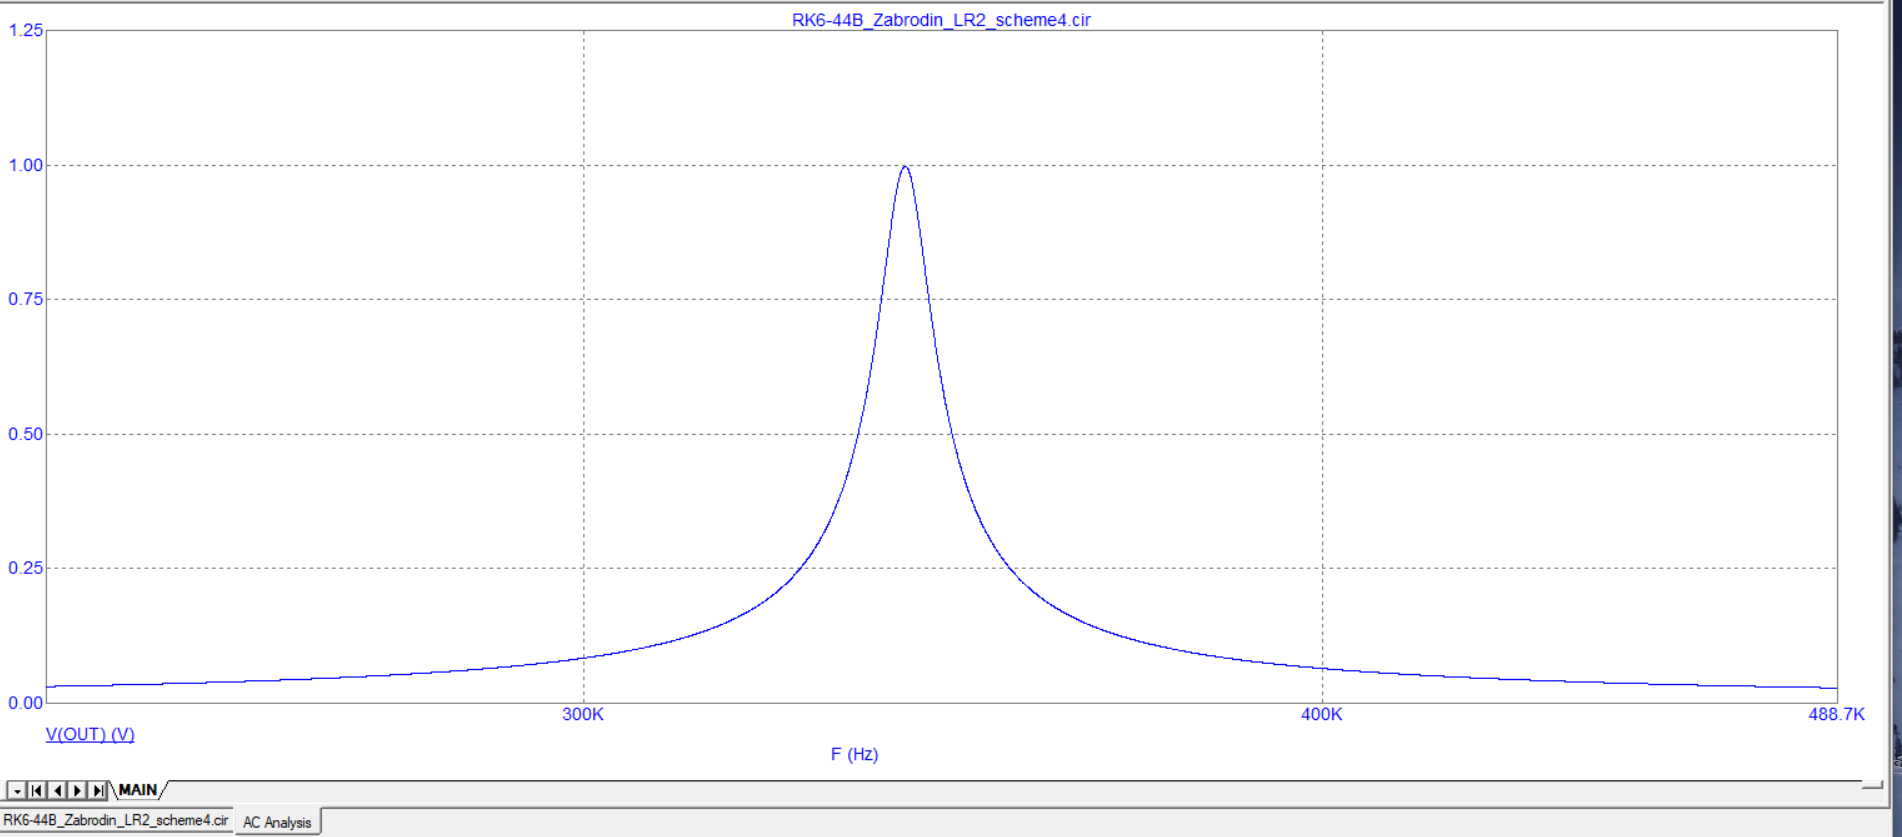 RK6-44B_Zabrodin_LR2_scheme4.cir
1.25
1.00
0.75
0.50
0.25
0.00
300K 400K 488.7K
V(OUT) (V)
F (Hz)
MAIN
RK6-44B_Zabrodin_LR2_scheme4.cir AC Analysis